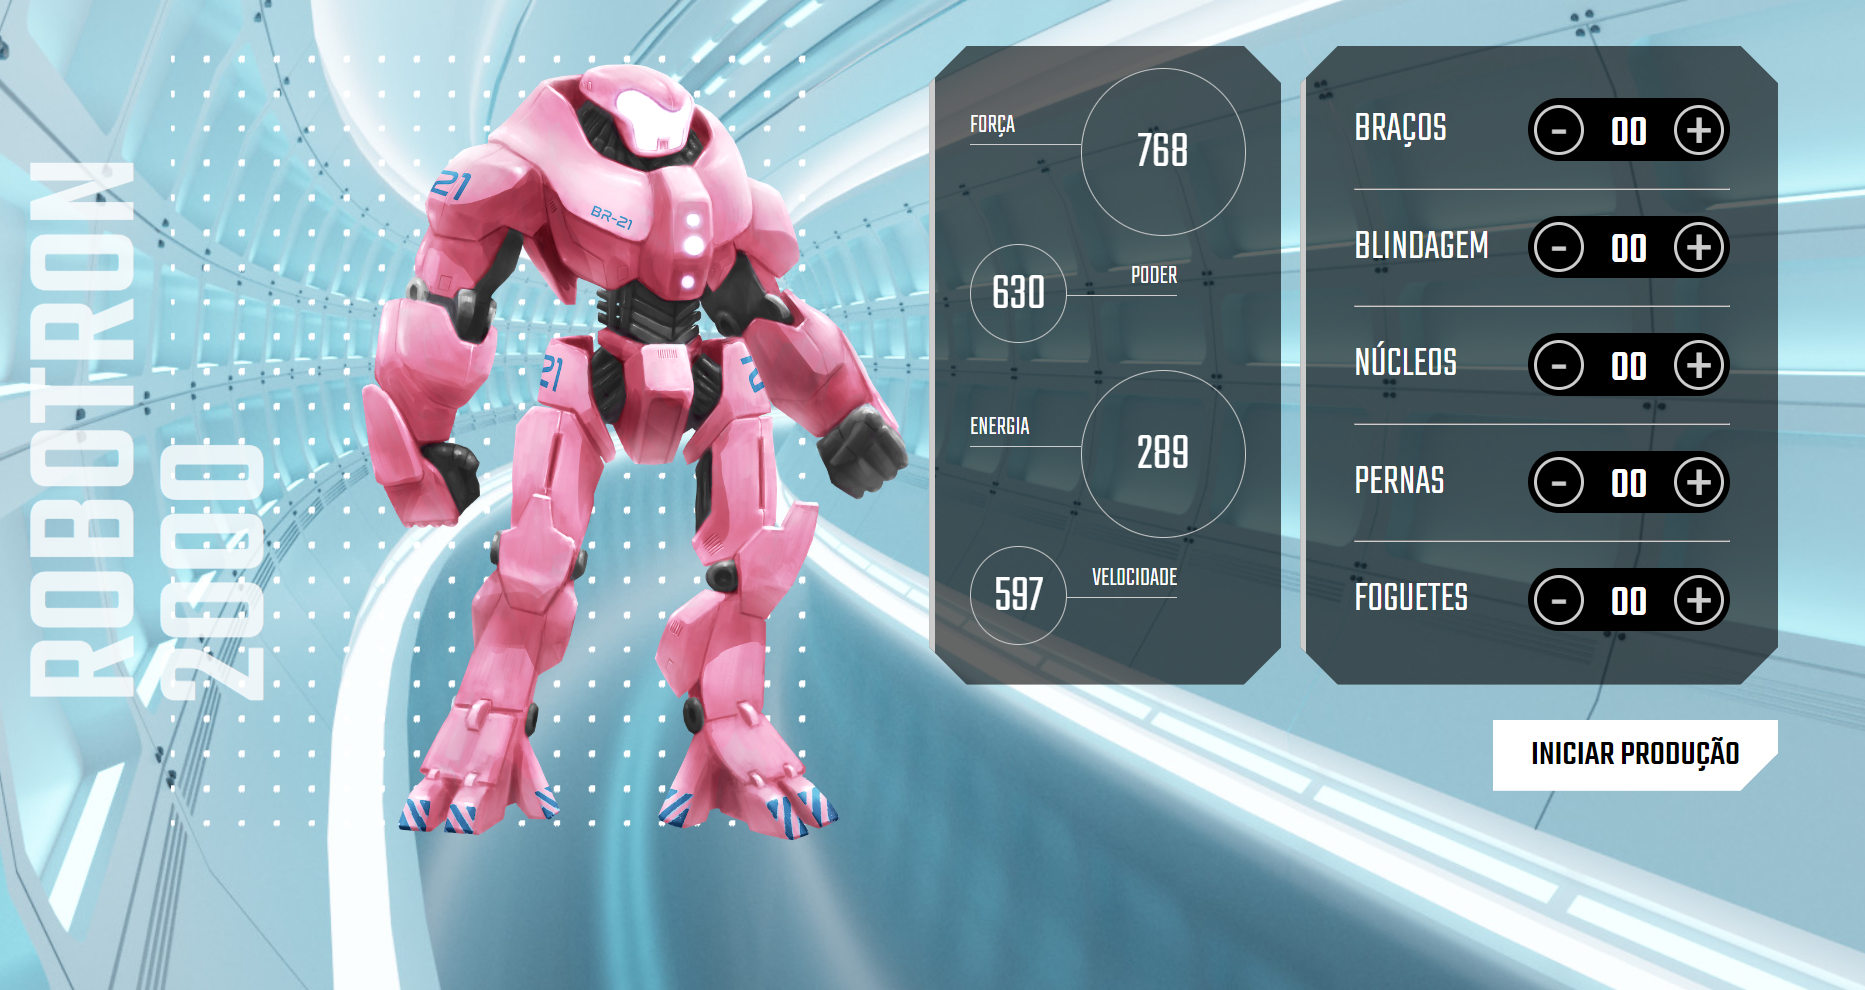 ROBOTRON
2000
21
BR-21
21
FORÇA
768
630
PODER
ENERGIA
289
597
VELOCIDADE
BRAÇOS
- 00 +
BLINDAGEM
- 00 +
NÚCLEOS
- 00 +
PERNAS
- 00 +
FOGUETES
- 00 +
INICIAR PRODUÇÃO